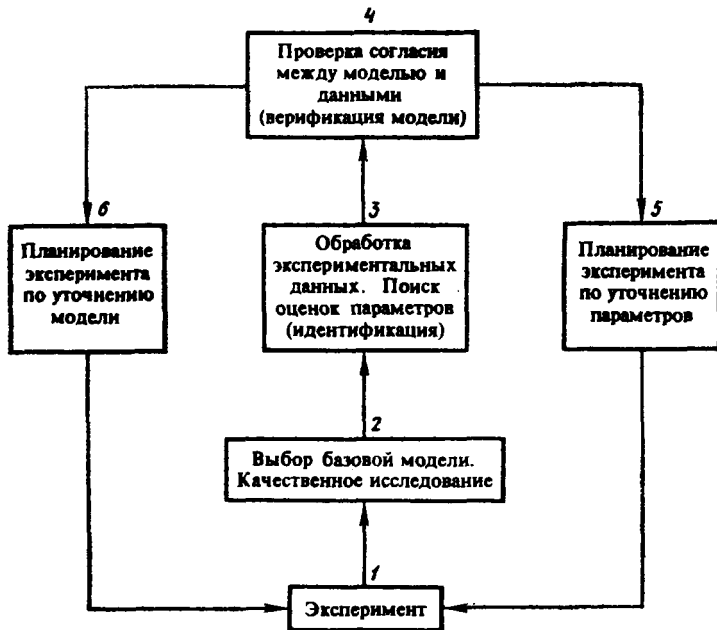 4
Проверка согласия
между моделью и
данными
(верификация модели)
6
Планирование
эксперимента
по уточнению
модели
3
Обработка
экспериментальных
данных. Поиск
оценок параметров
(идентификация)
5
Планирование
эксперимента
по уточнению
параметров
2
Выбор базовой модели.
Качественное исследование
1
Эксперимент